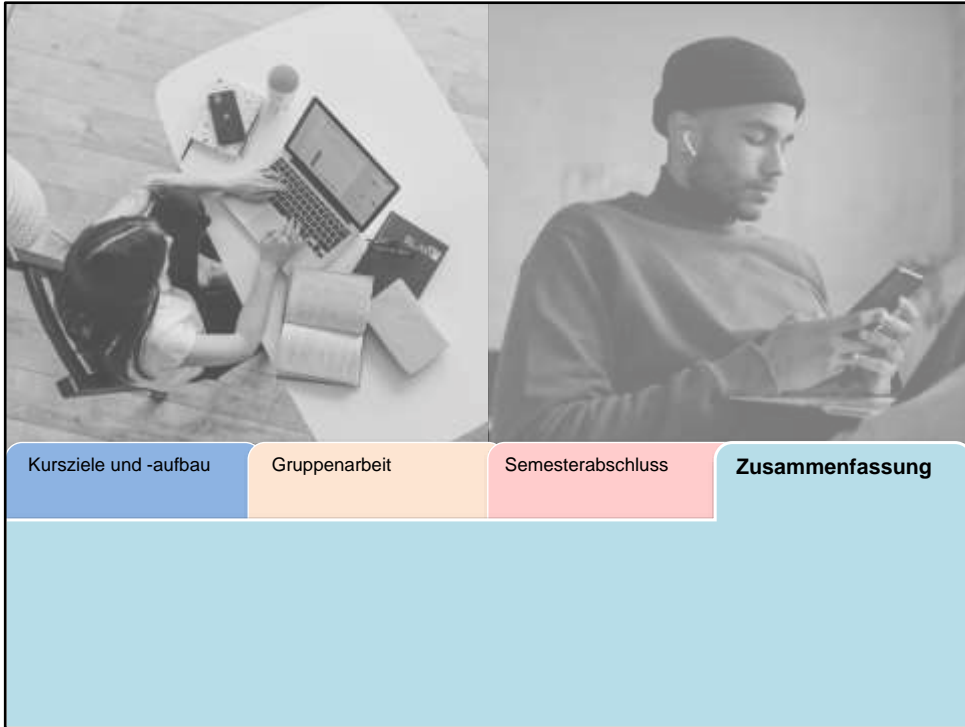 Kursziele und -aufbau
Gruppenarbeit
Semesterabschluss
Zusammenfassung